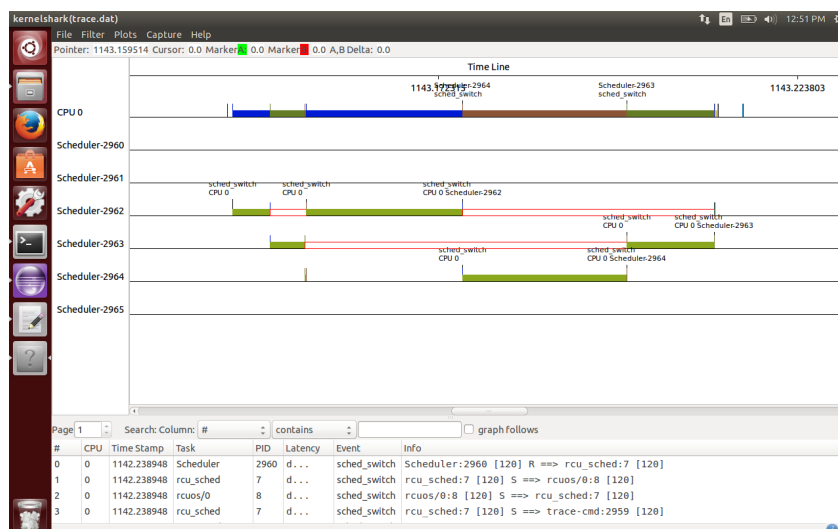 kernelshark(trace.dat)
En
12:51 PM
File Filter Plots Capture Help
Pointer: 1143.159514 Cursor: 0.0 Marker A: 0.0 Marker B: 0.0 A,B Delta: 0.0
Time Line
1143.172315
Scheduler-2964
sched_switch
Scheduler-2963
sched_switch
1143.223803
CPU 0
Scheduler-2960
Scheduler-2961
sched_switch
CPU 0
sched_switch
CPU 0
sched_switch
CPU 0 Scheduler-2962
Scheduler-2962
sched_switch
CPU 0
sched_switch
CPU 0 Scheduler-2963
Scheduler-2963
sched_switch
CPU 0
sched_switch
CPU 0 Scheduler-2964
Scheduler-2964
Scheduler-2965
Page 1 Search: Column: # contains graph follows
# CPU Time Stamp Task PID Latency Event Info
0 0 1142.238948 Scheduler 2960 d... sched_switch Scheduler:2960 [120] R ==> rcu_sched:7 [120]
1 0 1142.238948 rcu_sched 7 d... sched_switch rcu_sched:7 [120] S ==> rcuos/0:8 [120]
2 0 1142.238948 rcuos/0 8 d... sched_switch rcuos/0:8 [120] S ==> rcu_sched:7 [120]
3 0 1142.238948 rcu_sched 7 d... sched_switch rcu_sched:7 [120] S ==> trace-cmd:2959 [120]